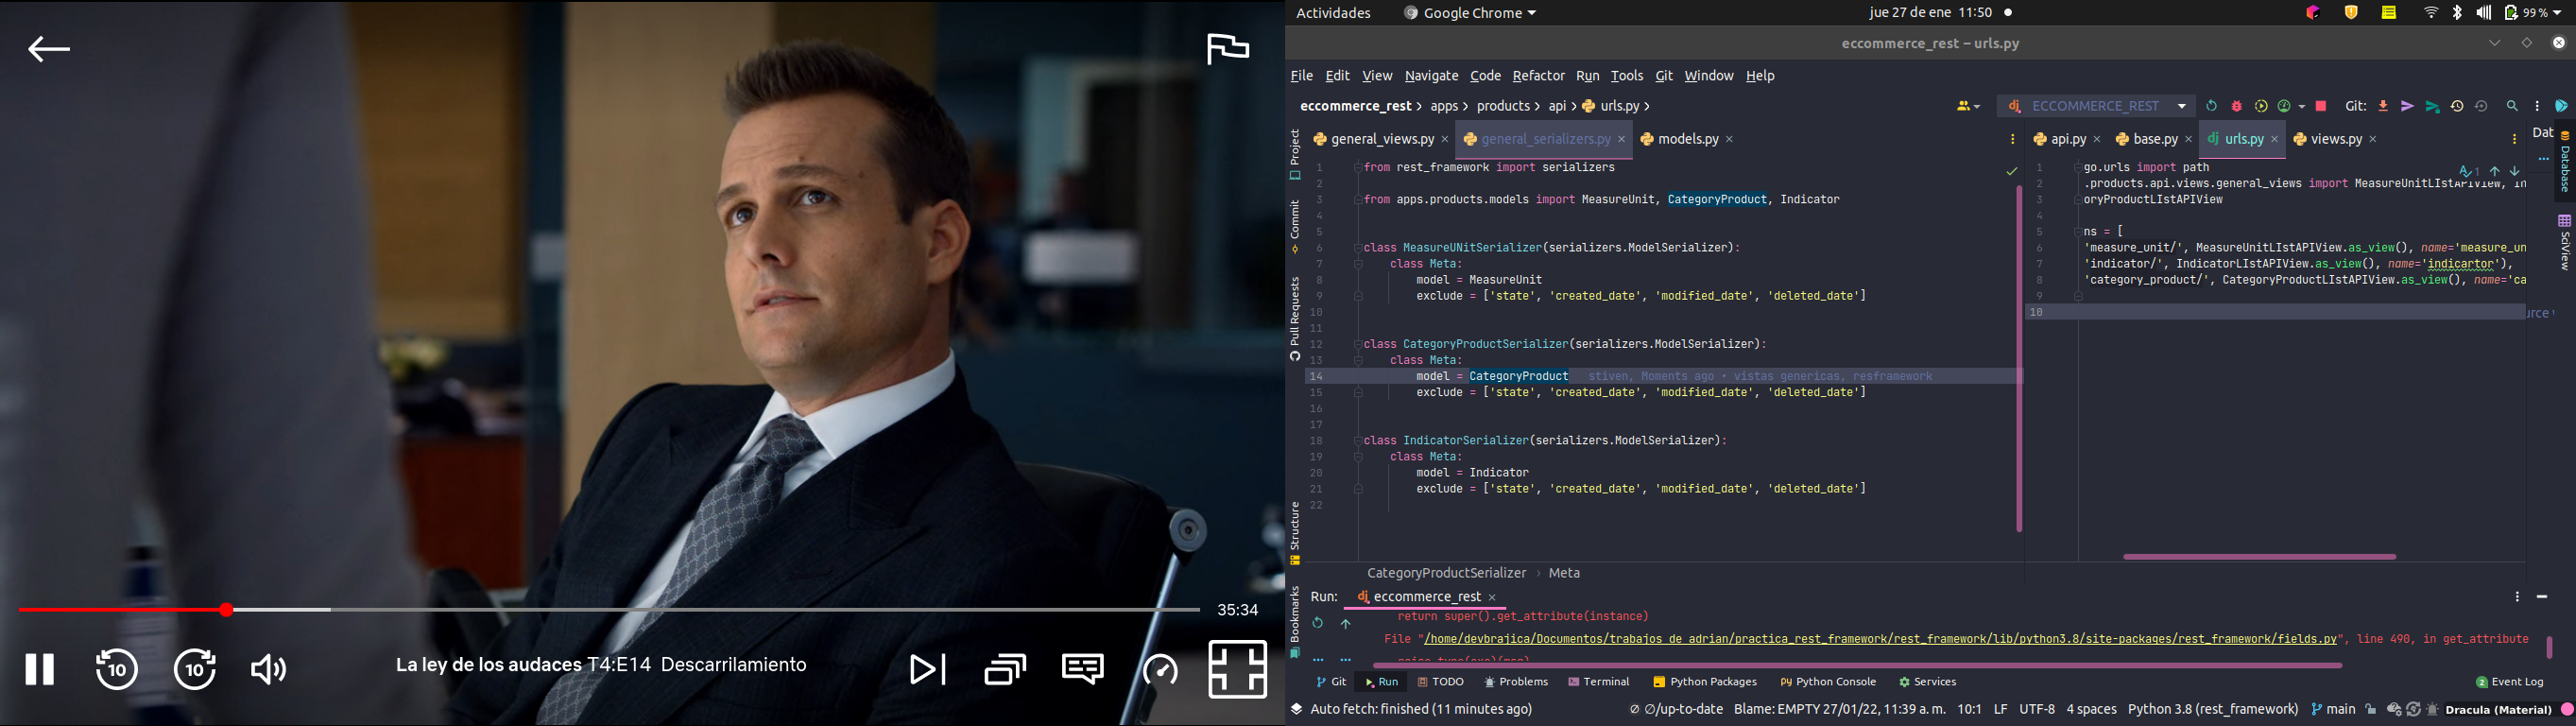 35:34
10
10
La ley de los audaces T4:E14 Descarrilamiento
Actividades
Google Chrome
jue 27 de ene 11:50
99 %
eccommerce_rest – urls.py
File Edit View Navigate Code Refactor Run Tools Git Window Help
eccommerce_rest › apps › products › api › urls.py ›
ECCOMMERCE_REST
Git:
Project
Commit
Pull Requests
Structure
Bookmarks
general_views.py
general_serializers.py
models.py
1 from rest_framework import serializers
2
3 from apps.products.models import MeasureUnit, CategoryProduct, Indicator
4
5
6 class MeasureUNitSerializer(serializers.ModelSerializer):
7 class Meta:
8 model = MeasureUnit
9 exclude = ['state', 'created_date', 'modified_date', 'deleted_date']
10
11
12 class CategoryProductSerializer(serializers.ModelSerializer):
13 class Meta:
14 model = CategoryProduct stiven, Moments ago • vistas genericas, resframework
15 exclude = ['state', 'created_date', 'modified_date', 'deleted_date']
16
17
18 class IndicatorSerializer(serializers.ModelSerializer):
19 class Meta:
20 model = Indicator
21 exclude = ['state', 'created_date', 'modified_date', 'deleted_date']
22
CategoryProductSerializer › Meta
api.py
base.py
urls.py
views.py
1 go.urls import path
2 .products.api.views.general_views import MeasureUnitLIstAPIView, In
3 oryProductLIstAPIView
4
5 ns = [
6 'measure_unit/', MeasureUnitLIstAPIView.as_view(), name='measure_un
7 'indicator/', IndicatorLIstAPIView.as_view(), name='indicartor'),
8 'category_product/', CategoryProductLIstAPIView.as_view(), name='ca
9
10
1
Dat
urce
Database
SciView
Run: eccommerce_rest
return super().get_attribute(instance)
File "/home/devbrajica/Documentos/trabajos_de_adrian/practica_rest_framework/rest_framework/lib/python3.8/site-packages/rest_framework/fields.py", line 490, in get_attribute
raise type(exc)(msg)
Git Run TODO Problems Terminal Python Packages Python Console Services
2 Event Log
Auto fetch: finished (11 minutes ago)
∅/up-to-date Blame: EMPTY 27/01/22, 11:39 a. m. 10:1 LF UTF-8 4 spaces Python 3.8 (rest_framework) main Dracula (Material)